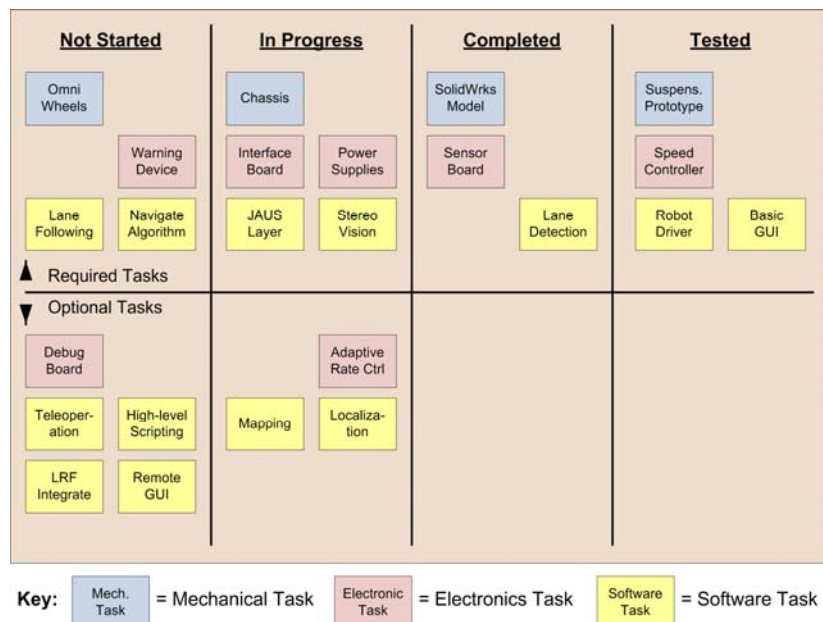 Not Started
In Progress
Completed
Tested
Omni
Wheels
Chassis
SolidWrks
Model
Suspens.
Prototype
Warning
Device
Interface
Board
Power
Supplies
Sensor
Board
Speed
Controller
Lane
Following
Navigate
Algorithm
JAUS
Layer
Stereo
Vision
Lane
Detection
Robot
Driver
Basic
GUI
Required Tasks
Optional Tasks
Debug
Board
Adaptive
Rate Ctrl
Teleoper-
ation
High-level
Scripting
Mapping
Localiza-
tion
LRF
Integrate
Remote
GUI
Key:
Mech.
Task
= Mechanical Task
Electronic
Task
= Electronics Task
Software
Task
= Software Task